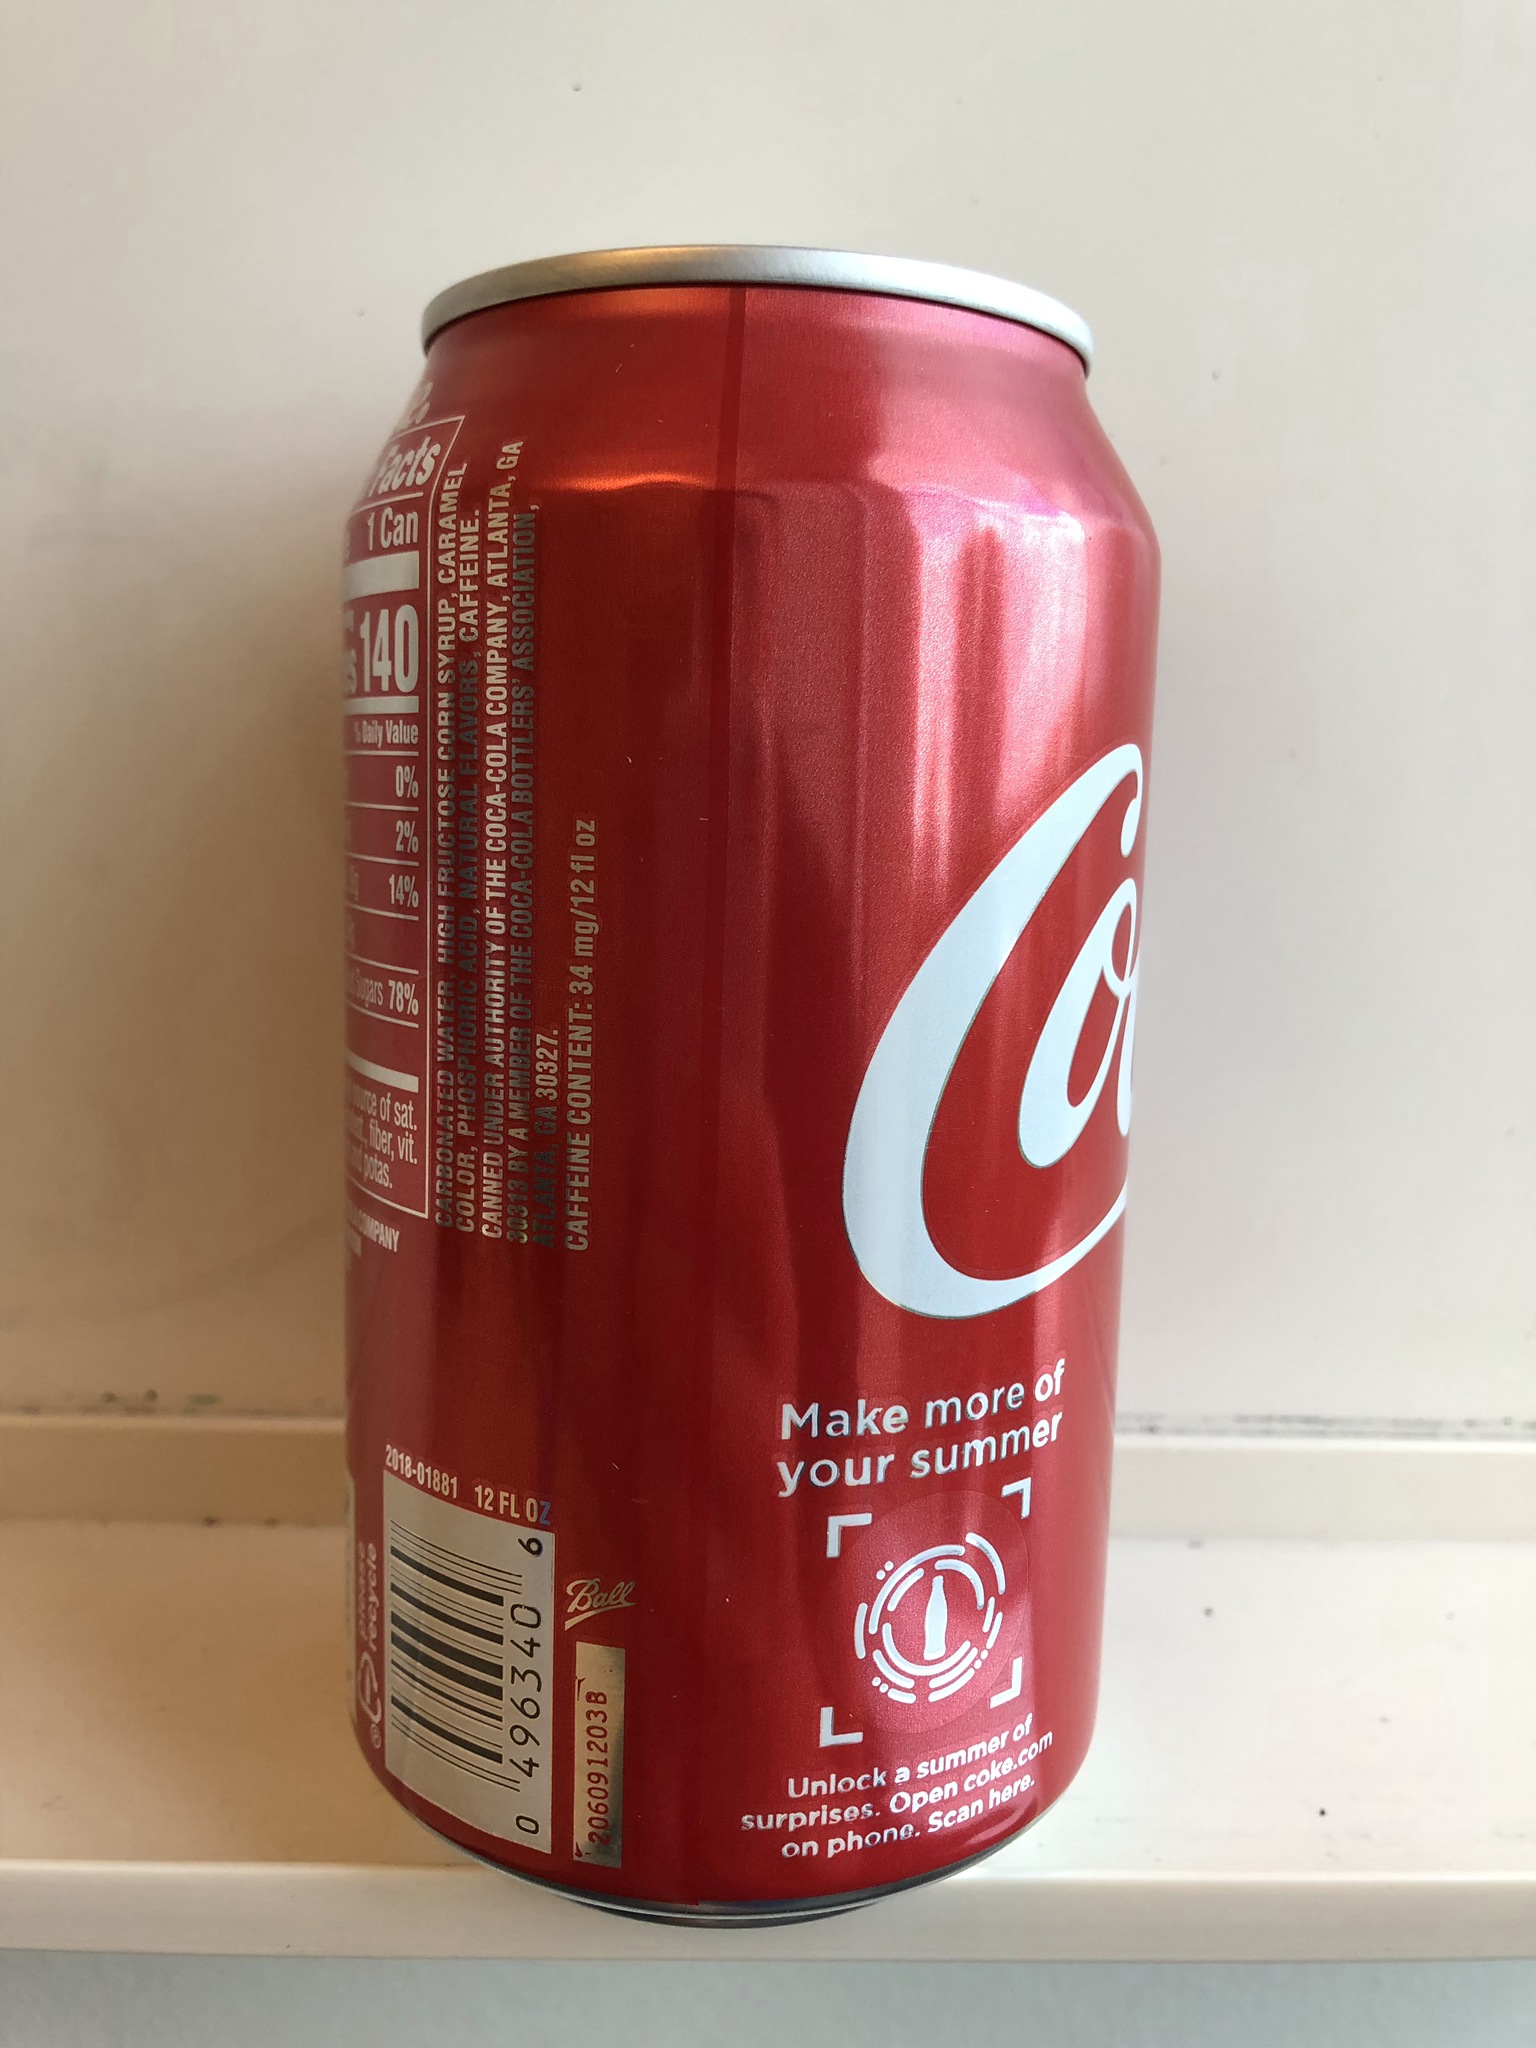 Facts
1 Can
140
% Daily Value
0%
2%
14%
Sugars 78%
of sat.
fiber, vit.
potas.
COMPANY
CARBONATED WATER, HIGH FRUCTOSE CORN SYRUP, CARAMEL
COLOR, PHOSPHORIC ACID, NATURAL FLAVORS, CAFFEINE.
CANNED UNDER AUTHORITY OF THE COCA-COLA COMPANY, ATLANTA, GA
30313 BY A MEMBER OF THE COCA-COLA BOTTLERS' ASSOCIATION,
ATLANTA, GA 30327.
CAFFEINE CONTENT: 34 mg/12 fl oz
2018-01881 12 FL OZ
please
recycle
0 496340 6
Ball
206091203B
Co
Make more of
your summer
Unlock a summer of
surprises. Open coke.com
on phone. Scan here.